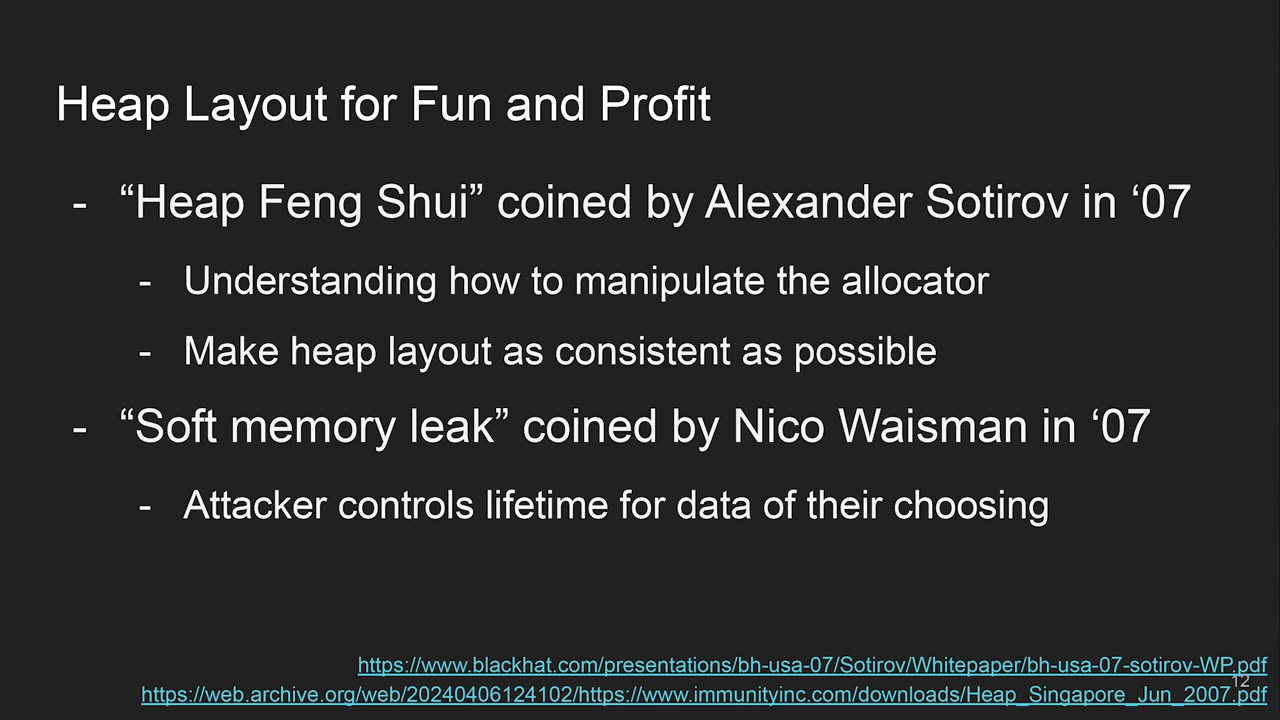 Heap Layout for Fun and Profit
- “Heap Feng Shui” coined by Alexander Sotirov in ‘07
- Understanding how to manipulate the allocator
- Make heap layout as consistent as possible
- “Soft memory leak” coined by Nico Waisman in ‘07
- Attacker controls lifetime for data of their choosing
https://www.blackhat.com/presentations/bh-usa-07/Sotirov/Whitepaper/bh-usa-07-sotirov-WP.pdf
12
https://web.archive.org/web/20240406124102/https://www.immunityinc.com/downloads/Heap_Singapore_Jun_2007.pdf